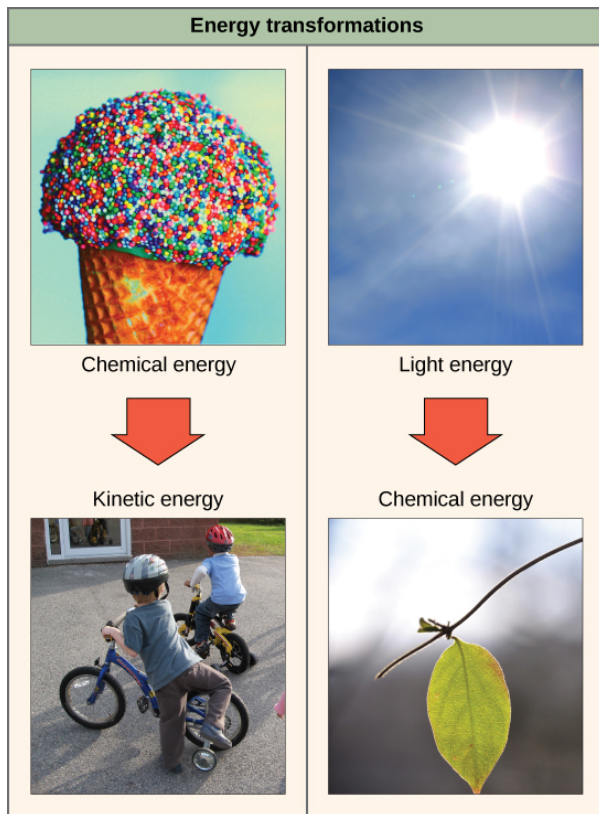 Energy transformations
Chemical energy
Kinetic energy
Light energy
Chemical energy